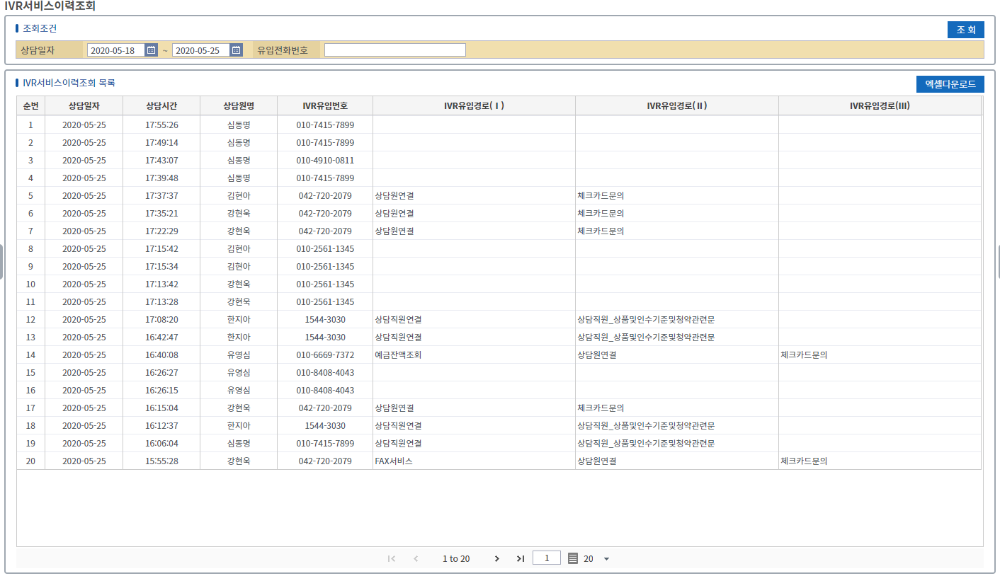 IVR서비스이력조회
조회조건
조 회
상담일자 2020-05-18 ~ 2020-05-25 유입전화번호
IVR서비스이력조회 목록
엑셀다운로드
순번 상담일자 상담시간 상담원명 IVR유입번호 IVR유입경로(Ⅰ) IVR유입경로(Ⅱ) IVR유입경로(III)
1 2020-05-25 17:55:26 심동명 010-7415-7899
2 2020-05-25 17:49:14 심동명 010-7415-7899
3 2020-05-25 17:43:07 심동명 010-4910-0811
4 2020-05-25 17:39:48 심동명 010-7415-7899
5 2020-05-25 17:37:37 김현아 042-720-2079 상담원연결 체크카드문의
6 2020-05-25 17:35:21 강현욱 042-720-2079 상담원연결 체크카드문의
7 2020-05-25 17:22:29 강현욱 042-720-2079 상담원연결 체크카드문의
8 2020-05-25 17:15:42 김현아 010-2561-1345
9 2020-05-25 17:15:34 김현아 010-2561-1345
10 2020-05-25 17:13:42 강현욱 010-2561-1345
11 2020-05-25 17:13:28 강현욱 010-2561-1345
12 2020-05-25 17:08:20 한지아 1544-3030 상담직원연결 상담직원_상품및인수기준및청약관련문
13 2020-05-25 16:42:47 한지아 1544-3030 상담직원연결 상담직원_상품및인수기준및청약관련문
14 2020-05-25 16:40:08 유영심 010-6669-7372 예금잔액조회 상담원연결 체크카드문의
15 2020-05-25 16:26:27 유영심 010-8408-4043
16 2020-05-25 16:26:15 유영심 010-8408-4043
17 2020-05-25 16:15:04 강현욱 042-720-2079 상담원연결 체크카드문의
18 2020-05-25 16:12:37 한지아 1544-3030 상담직원연결 상담직원_상품및인수기준및청약관련문
19 2020-05-25 16:06:04 심동명 010-7415-7899 상담직원연결 상담직원_상품및인수기준및청약관련문
20 2020-05-25 15:55:28 강현욱 042-720-2079 FAX서비스 상담원연결 체크카드문의
1 to 20 1 20